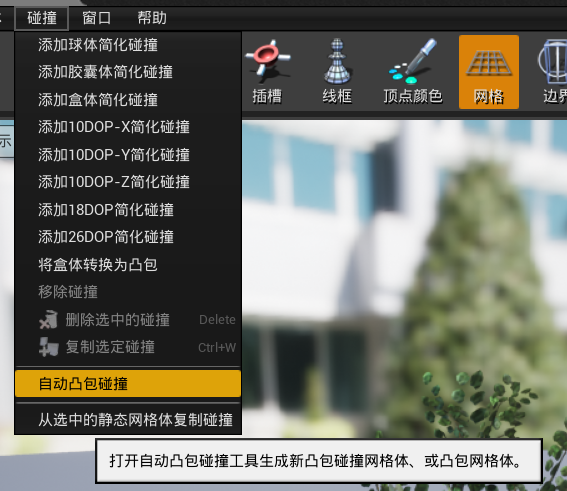 碰撞 窗口 帮助
添加球体简化碰撞
添加胶囊体简化碰撞
添加盒体简化碰撞
添加10DOP-X简化碰撞
添加10DOP-Y简化碰撞
添加10DOP-Z简化碰撞
添加18DOP简化碰撞
添加26DOP简化碰撞
将盒体转换为凸包
移除碰撞
删除选中的碰撞 Delete
复制选定碰撞 Ctrl+W
自动凸包碰撞
从选中的静态网格体复制碰撞
插槽 线框 顶点颜色 网格 边界
示
打开自动凸包碰撞工具生成新凸包碰撞网格体、或凸包网格体。